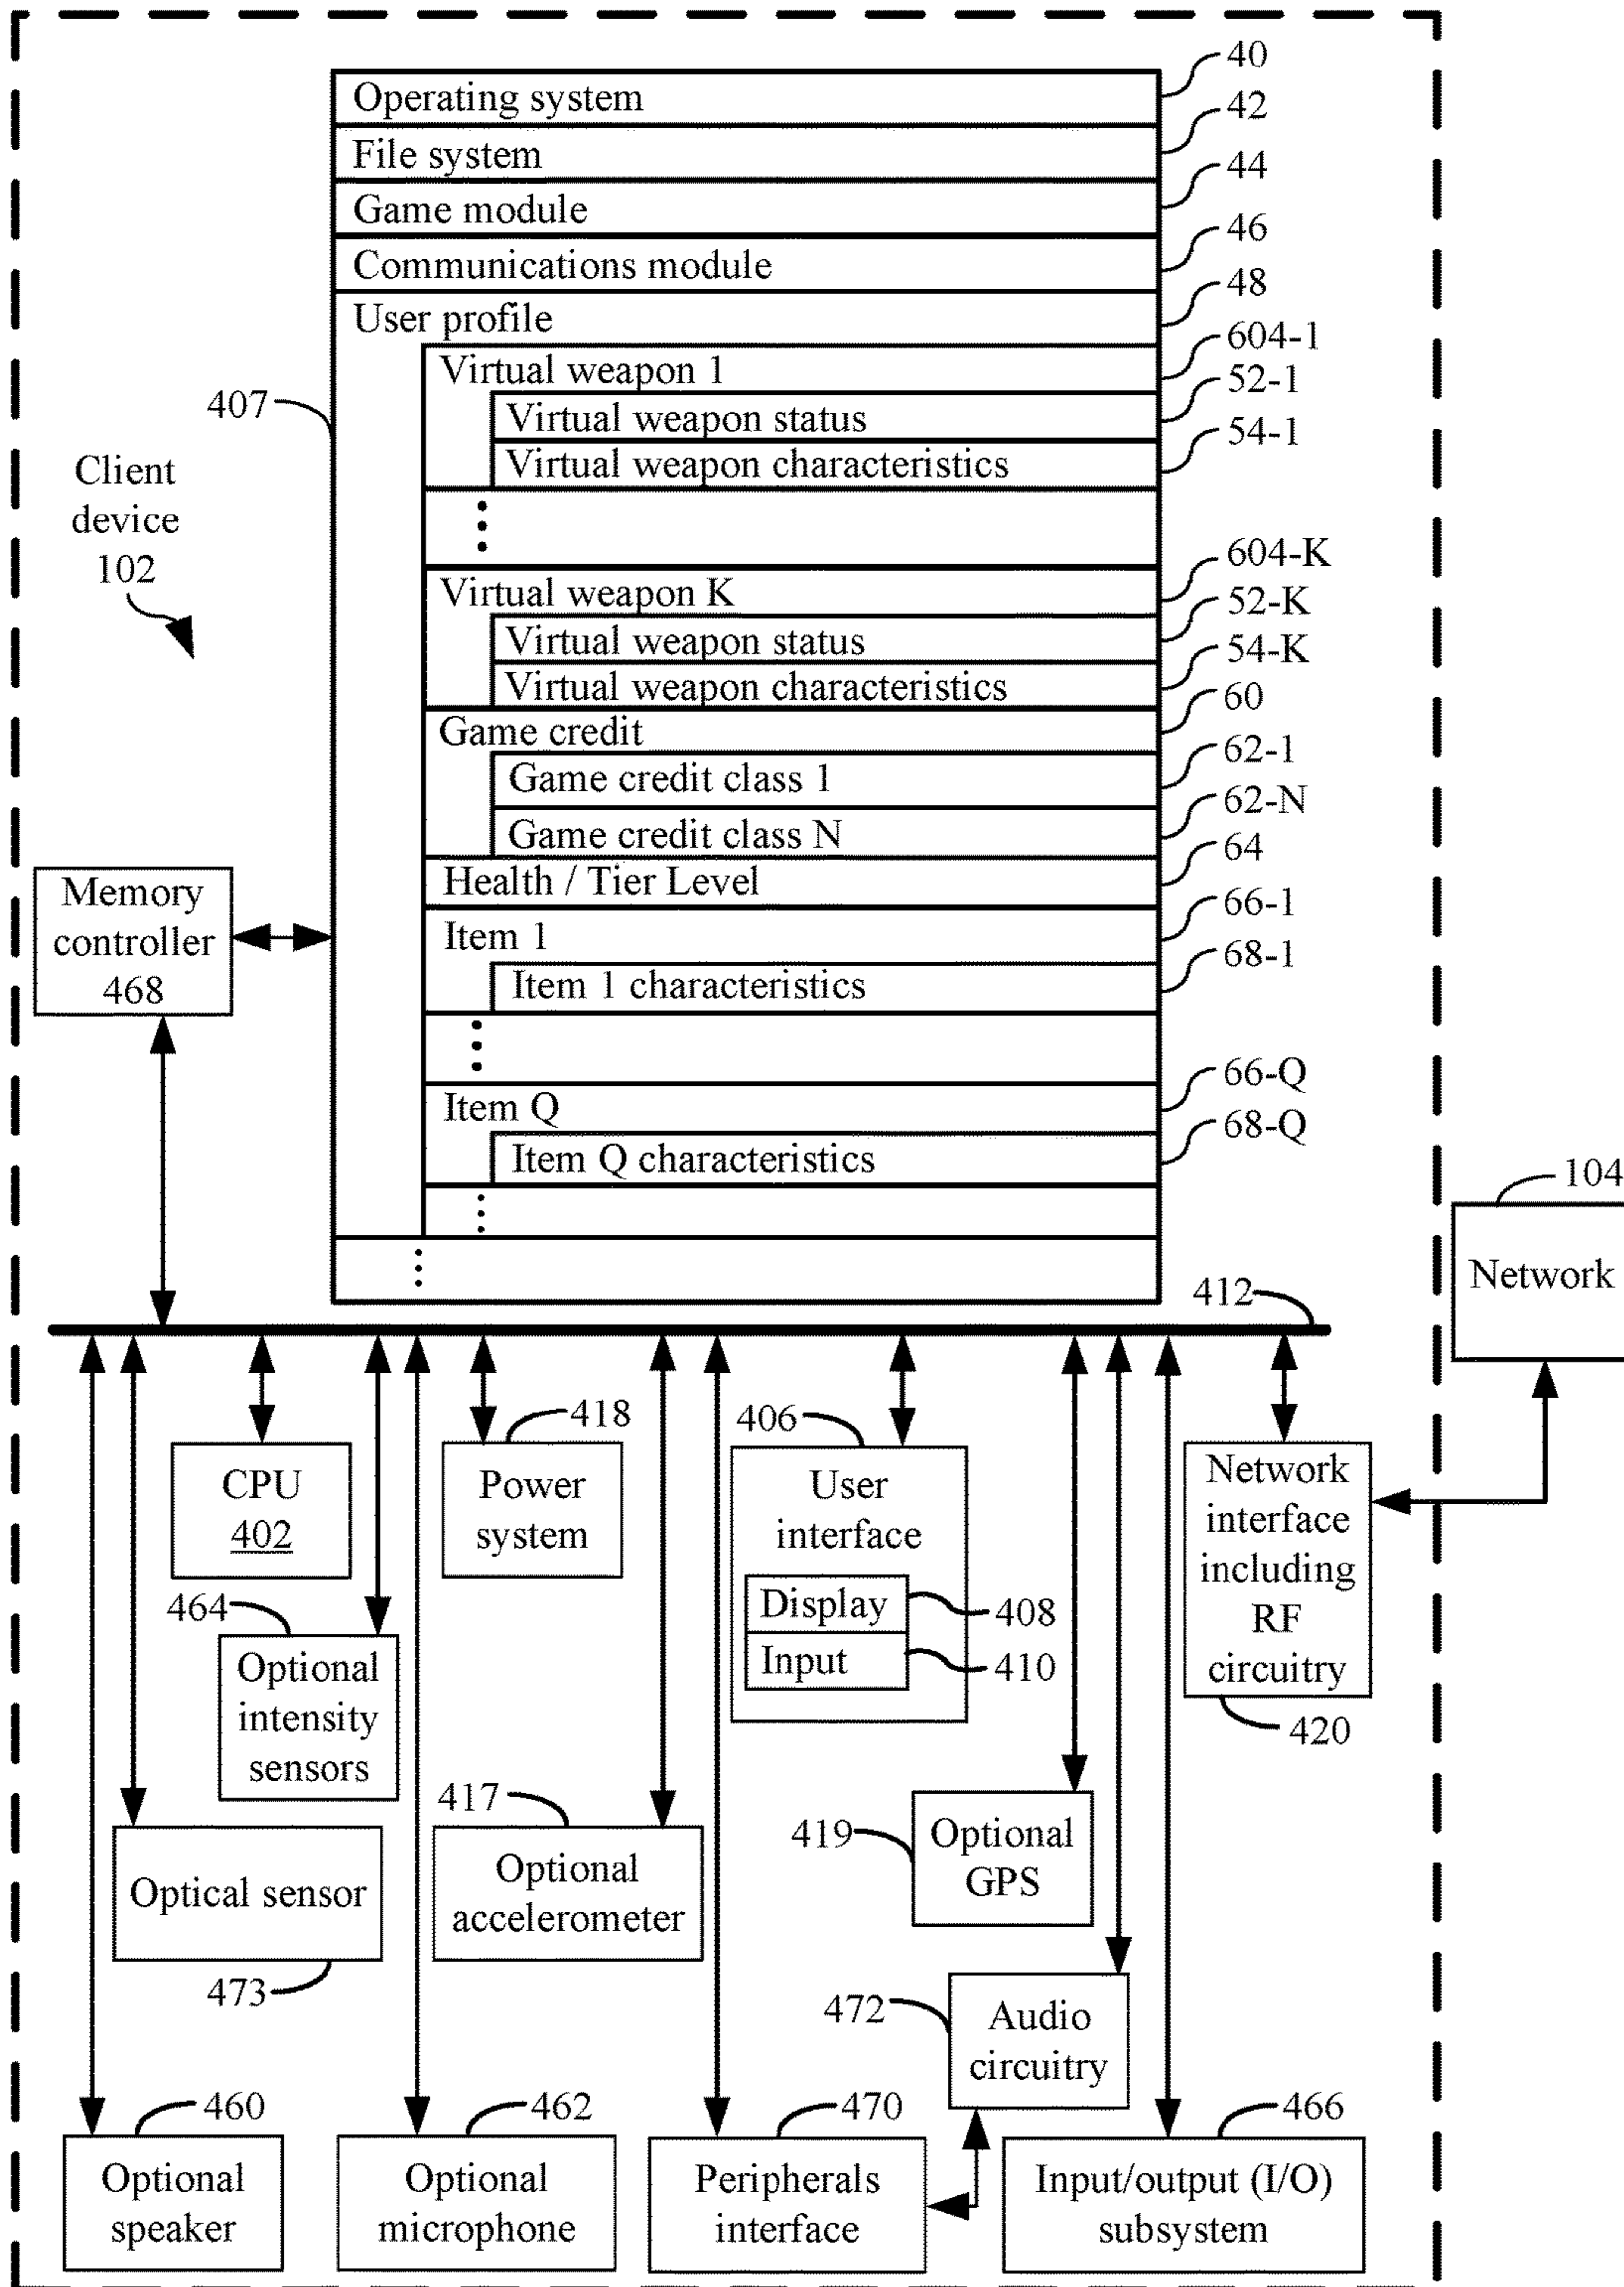 Operating system
40
File system
42
Game module
44
Communications module
46
User profile
48
Virtual weapon 1
604-1
Virtual weapon status
52-1
Virtual weapon characteristics
54-1
407
Client
device
102
Virtual weapon K
604-K
Virtual weapon status
52-K
Virtual weapon characteristics
54-K
Game credit
60
Game credit class 1
62-1
Game credit class N
62-N
Health / Tier Level
64
Item 1
66-1
Item 1 characteristics
68-1
Memory
controller
468
Item Q
66-Q
Item Q characteristics
68-Q
104
Network
412
CPU
402
418
Power
system
406
User
interface
Display
408
Input
410
Network
interface
including
RF
circuitry
420
464
Optional
intensity
sensors
417
Optional
accelerometer
419
Optional
GPS
Optical sensor
473
472
Audio
circuitry
460
Optional
speaker
462
Optional
microphone
470
Peripherals
interface
466
Input/output (I/O)
subsystem